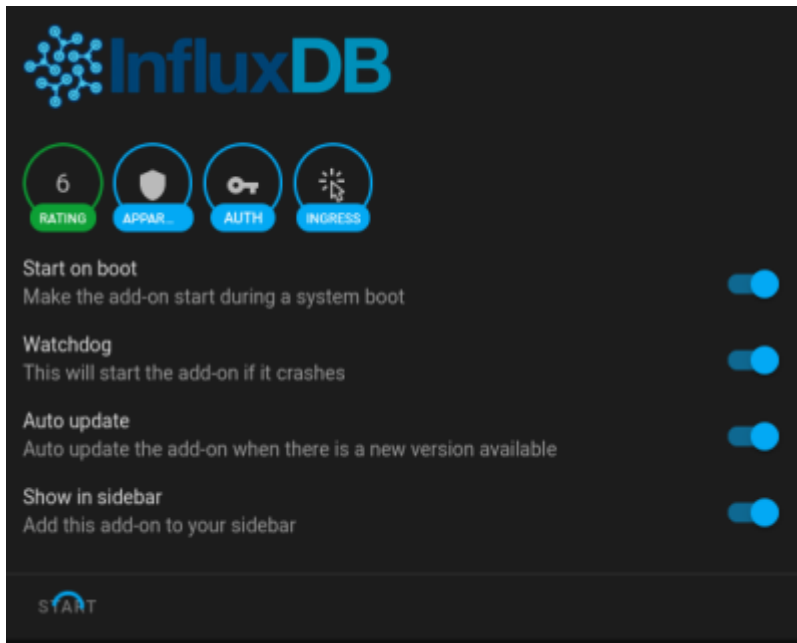 InfluxDB
6
RATING
APPAR...
AUTH
INGRESS
Start on boot
Make the add-on start during a system boot
Watchdog
This will start the add-on if it crashes
Auto update
Auto update the add-on when there is a new version available
Show in sidebar
Add this add-on to your sidebar
START